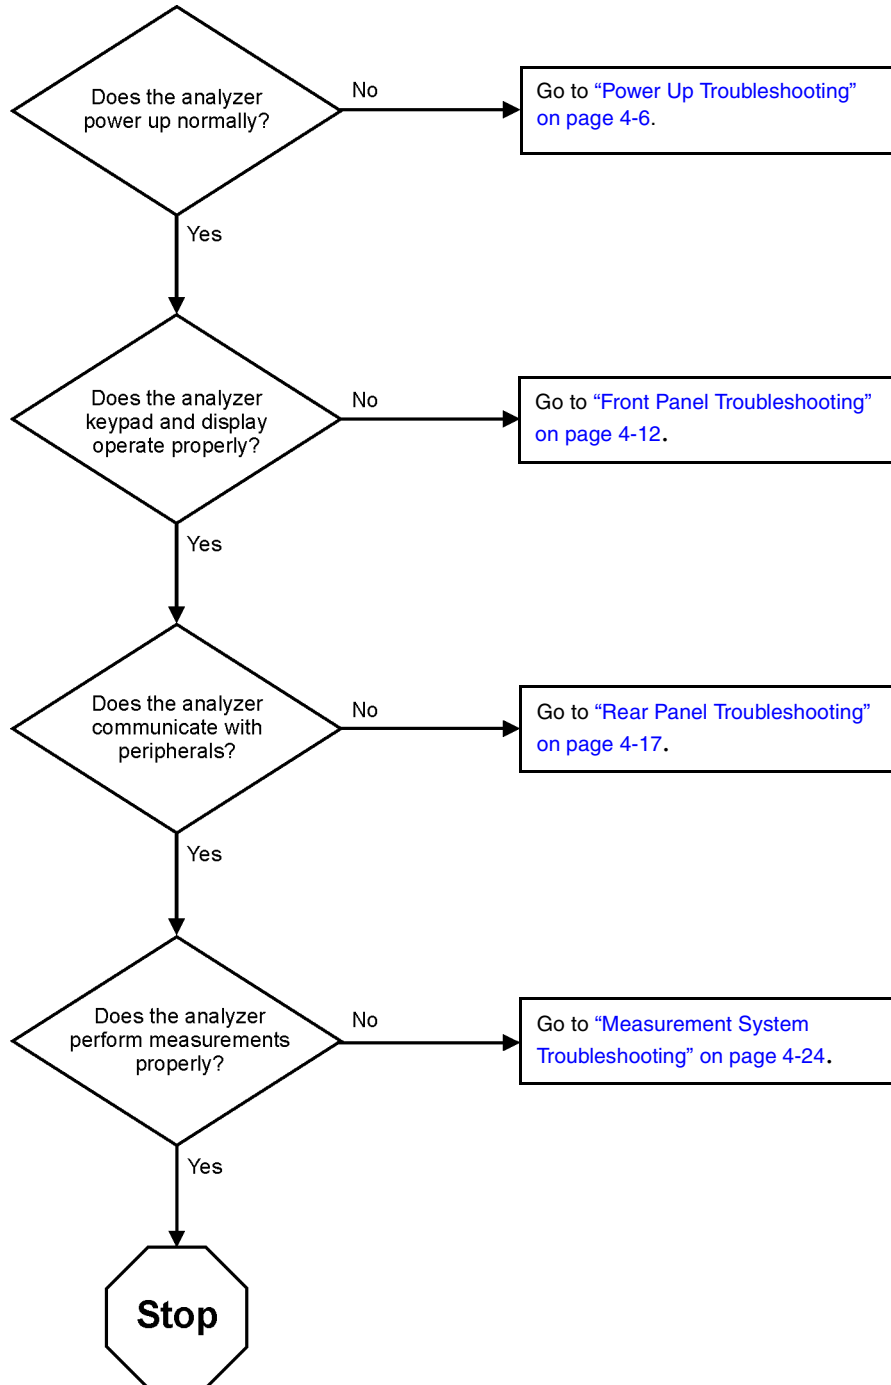 Does the analyzer
power up normally?
No
Go to “Power Up Troubleshooting”
on page 4-6.
Yes
Does the analyzer
keypad and display
operate properly?
No
Go to “Front Panel Troubleshooting”
on page 4-12.
Yes
Does the analyzer
communicate with
peripherals?
No
Go to “Rear Panel Troubleshooting”
on page 4-17.
Yes
Does the analyzer
perform measurements
properly?
No
Go to “Measurement System
Troubleshooting” on page 4-24.
Yes
Stop